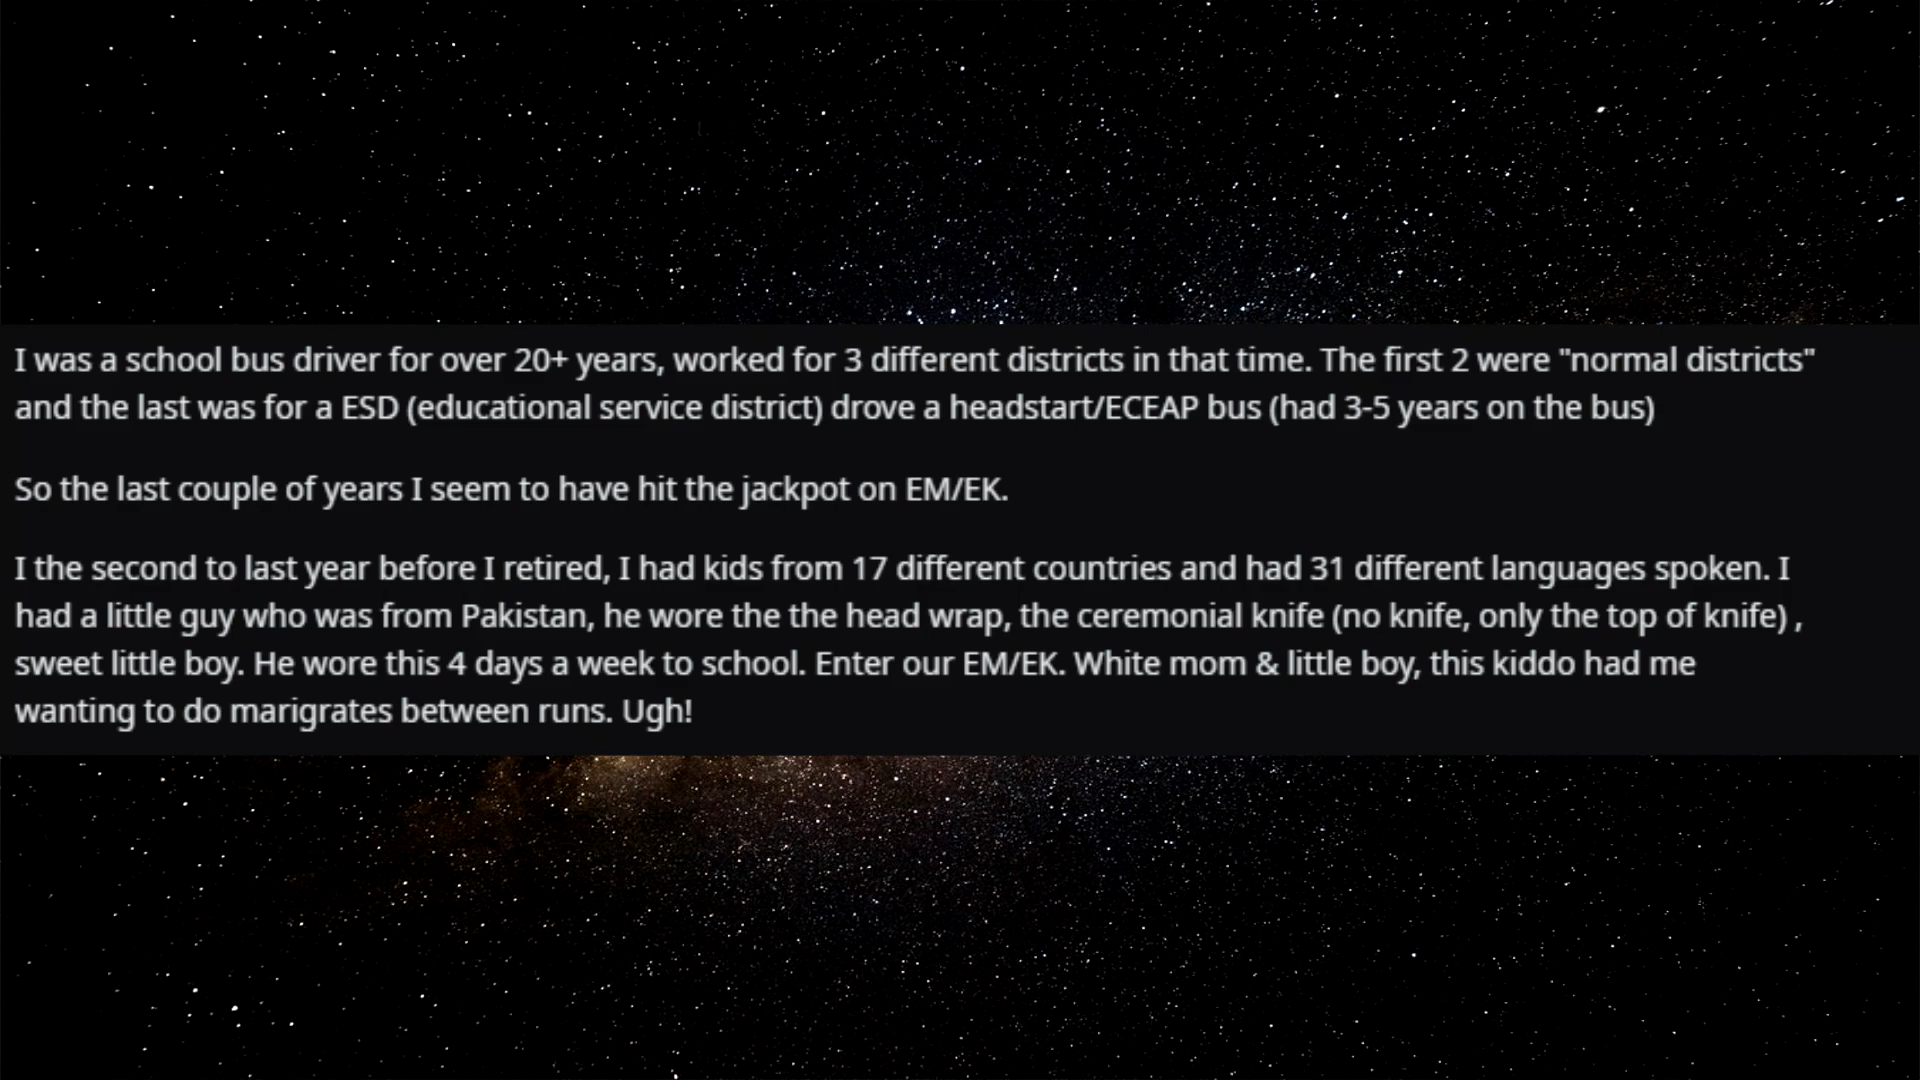 I was a school bus driver for over 20+ years, worked for 3 different districts in that time. The first 2 were "normal districts"
and the last was for a ESD (educational service district) drove a headstart/ECEAP bus (had 3-5 years on the bus)
So the last couple of years I seem to have hit the jackpot on EM/EK.
I the second to last year before I retired, I had kids from 17 different countries and had 31 different languages spoken. I
had a little guy who was from Pakistan, he wore the the head wrap, the ceremonial knife (no knife, only the top of knife) ,
sweet little boy. He wore this 4 days a week to school. Enter our EM/EK. White mom & little boy, this kiddo had me
wanting to do marigrates between runs. Ugh!